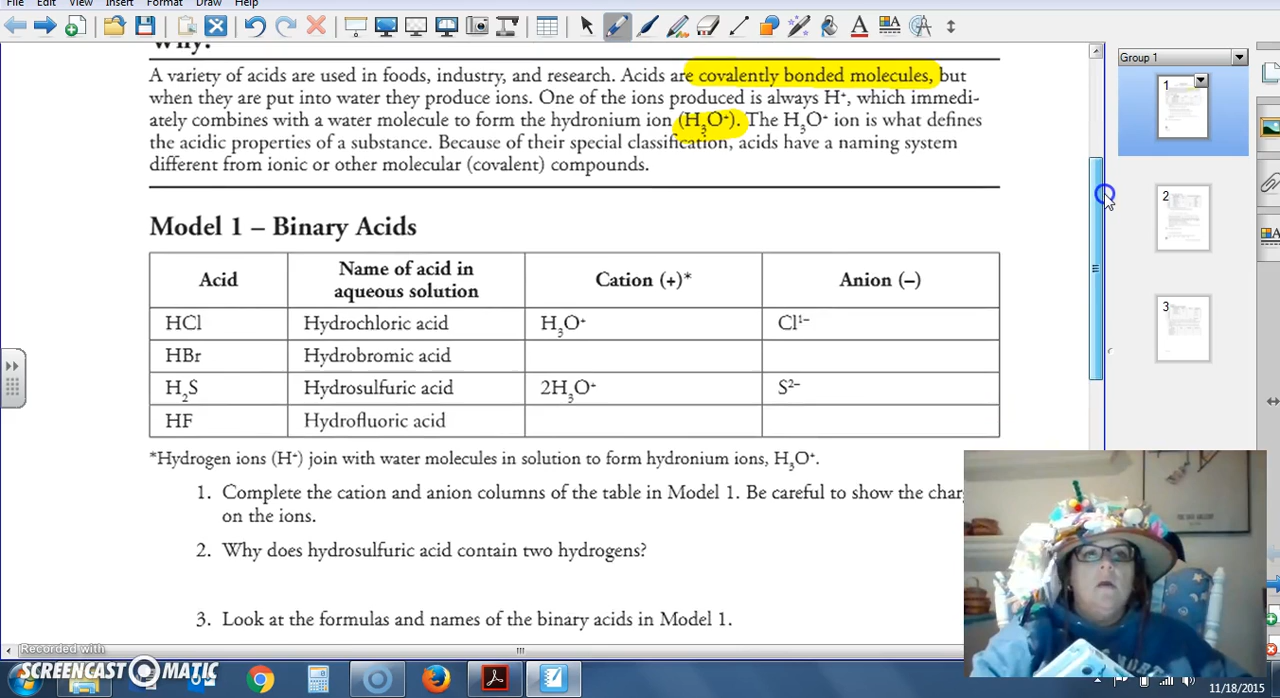 File Edit View Insert Format Draw Help
Why?
A variety of acids are used in foods, industry, and research. Acids are covalently bonded molecules, but
when they are put into water they produce ions. One of the ions produced is always H⁺, which immedi-
ately combines with a water molecule to form the hydronium ion (H₃O⁺). The H₃O⁺ ion is what defines
the acidic properties of a substance. Because of their special classification, acids have a naming system
different from ionic or other molecular (covalent) compounds.
Model 1 – Binary Acids
Acid Name of acid in aqueous solution Cation (+)* Anion (–)
HCl Hydrochloric acid H₃O⁺ Cl¹⁻
HBr Hydrobromic acid
H₂S Hydrosulfuric acid 2H₃O⁺ S²⁻
HF Hydrofluoric acid
*Hydrogen ions (H⁺) join with water molecules in solution to form hydronium ions, H₃O⁺.
1. Complete the cation and anion columns of the table in Model 1. Be careful to show the
on the ions.
2. Why does hydrosulfuric acid contain two hydrogens?
3. Look at the formulas and names of the binary acids in Model 1.
Group 1
1
2
3
Recorded with
SCREENCAST O MATIC
11/18/2015